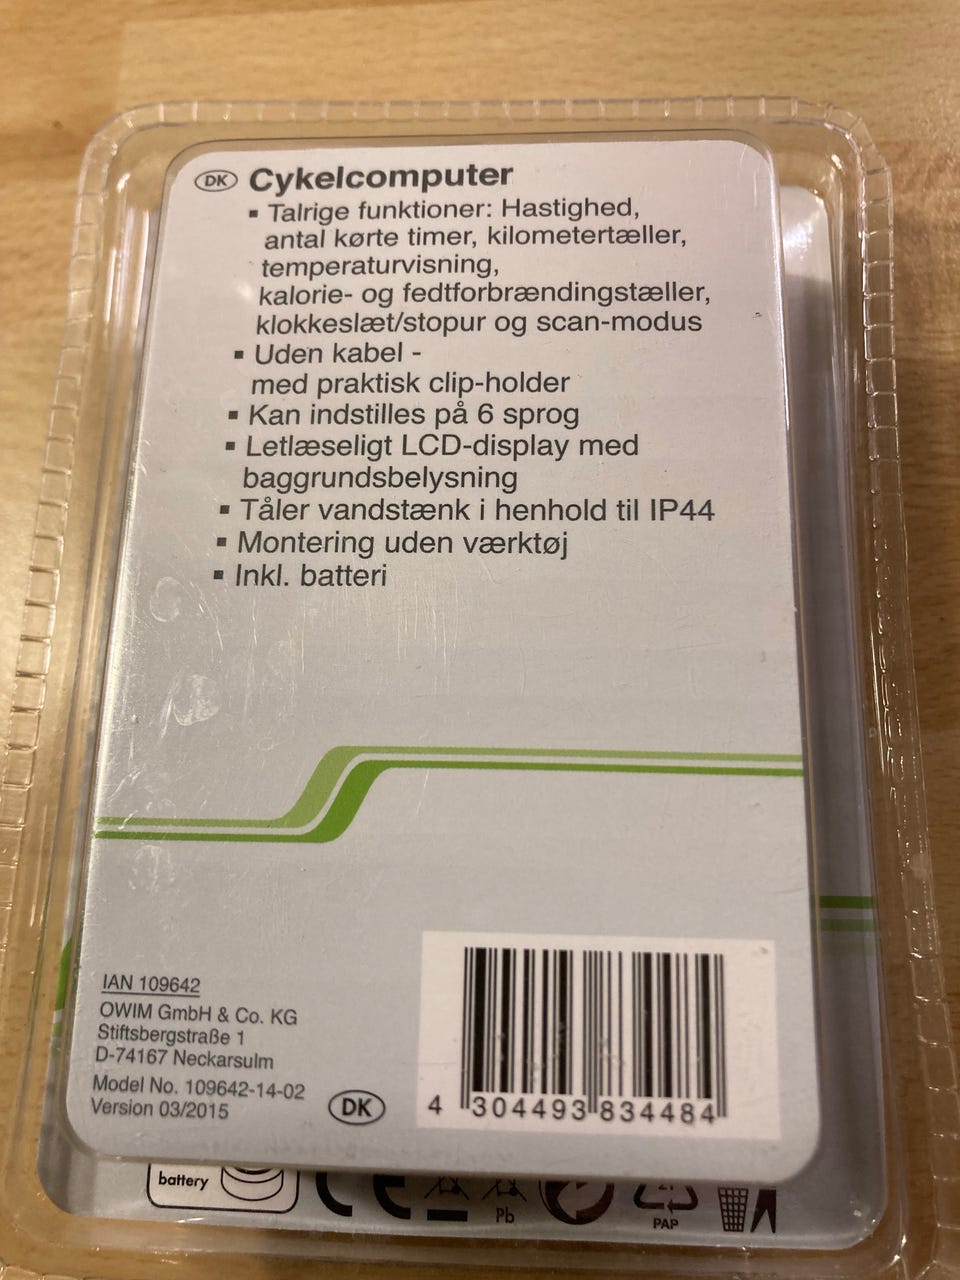 DK Cykelcomputer
▪ Talrige funktioner: Hastighed,
antal kørte timer, kilometertæller,
temperaturvisning,
kalorie- og fedtforbrændingstæller,
klokkeslæt/stopur og scan-modus
▪ Uden kabel -
med praktisk clip-holder
▪ Kan indstilles på 6 sprog
▪ Letlæseligt LCD-display med
baggrundsbelysning
▪ Tåler vandstænk i henhold til IP44
▪ Montering uden værktøj
▪ Inkl. batteri
IAN 109642
OWIM GmbH & Co. KG
Stiftsbergstraße 1
D-74167 Neckarsulm
Model No. 109642-14-02
Version 03/2015
DK
4 304493 834484
battery
CE
Pb
21
PAP